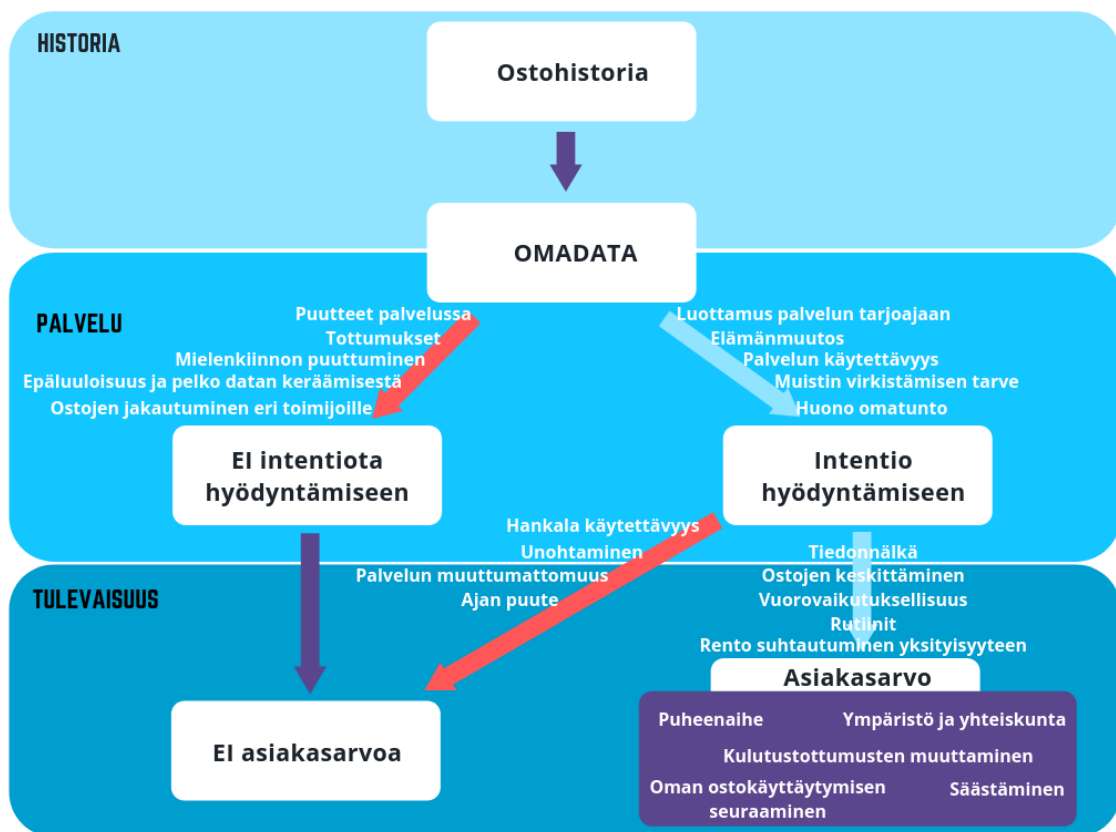 HISTORIA
Ostohistoria
OMADATA
PALVELU
Puutteet palvelussa
Tottumukset
Mielenkiinnon puuttuminen
Epäluuloisuus ja pelko datan keräämisestä
Ostojen jakautuminen eri toimijoille
Luottamus palvelun tarjoajaan
Elämänmuutos
Palvelun käytettävyys
Muistin virkistämisen tarve
Huono omatunto
EI intentiota
hyödyntämiseen
Intentio
hyödyntämiseen
Hankala käytettävyys
Unohtaminen
Palvelun muuttumattomuus
Ajan puute
Tiedonnälkä
Ostojen keskittäminen
Vuorovaikutuksellisuus
Rutiinit
Rento suhtautuminen yksityisyyteen
TULEVAISUUS
EI asiakasarvoa
Asiakasarvo
Puheenaihe
Ympäristö ja yhteiskunta
Kulutustottumusten muuttaminen
Oman ostokäyttäytymisen
seuraaminen
Säästäminen